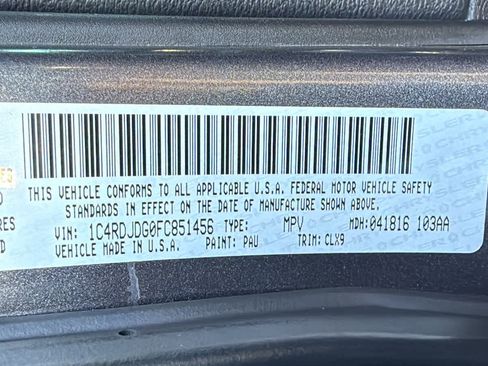 THIS VEHICLE CONFORMS TO ALL APPLICABLE U.S.A. FEDERAL MOTOR VEHICLE SAFETY
STANDARDS IN EFFECT ON THE DATE OF MANUFACTURE SHOWN ABOVE.
VIN: 1C4RDJDG0FC851456 TYPE: MPV MDH: 041816 103AA
VEHICLE MADE IN U.S.A. PAINT: PAU TRIM: CLX9